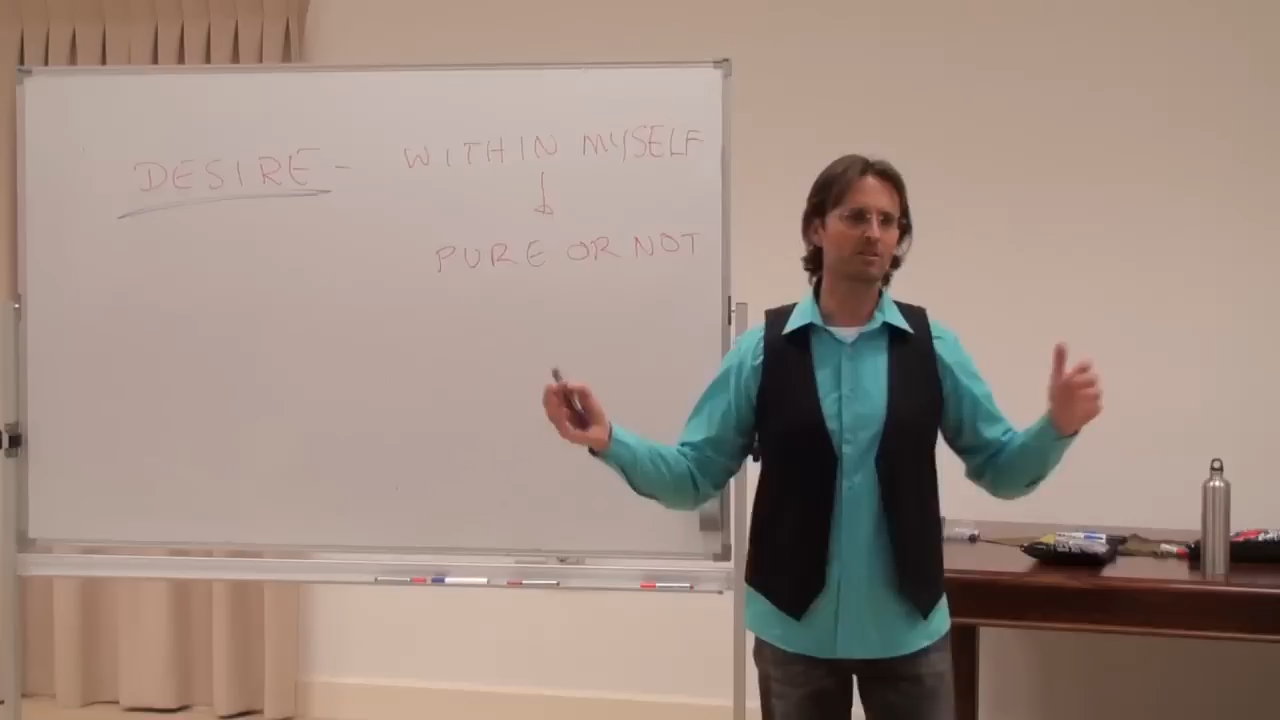 DESIRE - WITHIN MYSELF
↓
PURE OR NOT